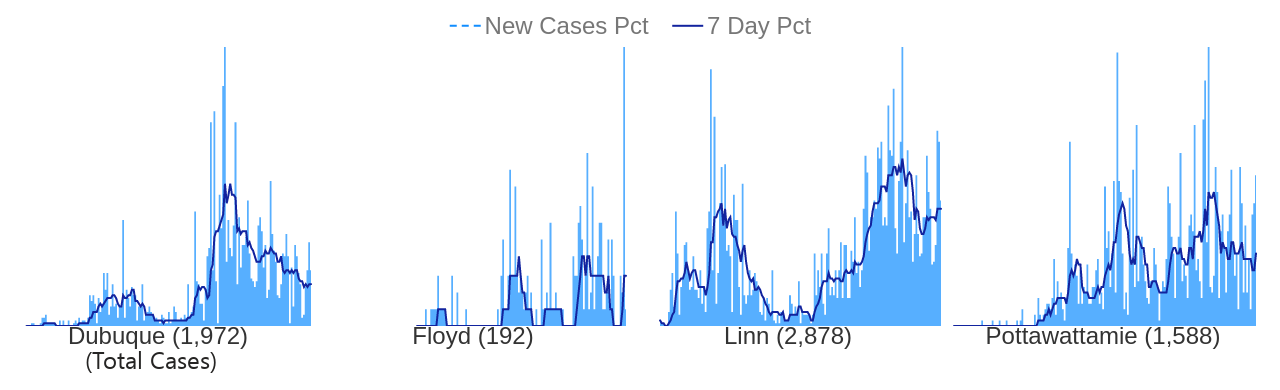 New Cases Pct 7 Day Pct
Dubuque (1,972) Floyd (192) Linn (2,878) Pottawattamie (1,588)
(Total Cases)